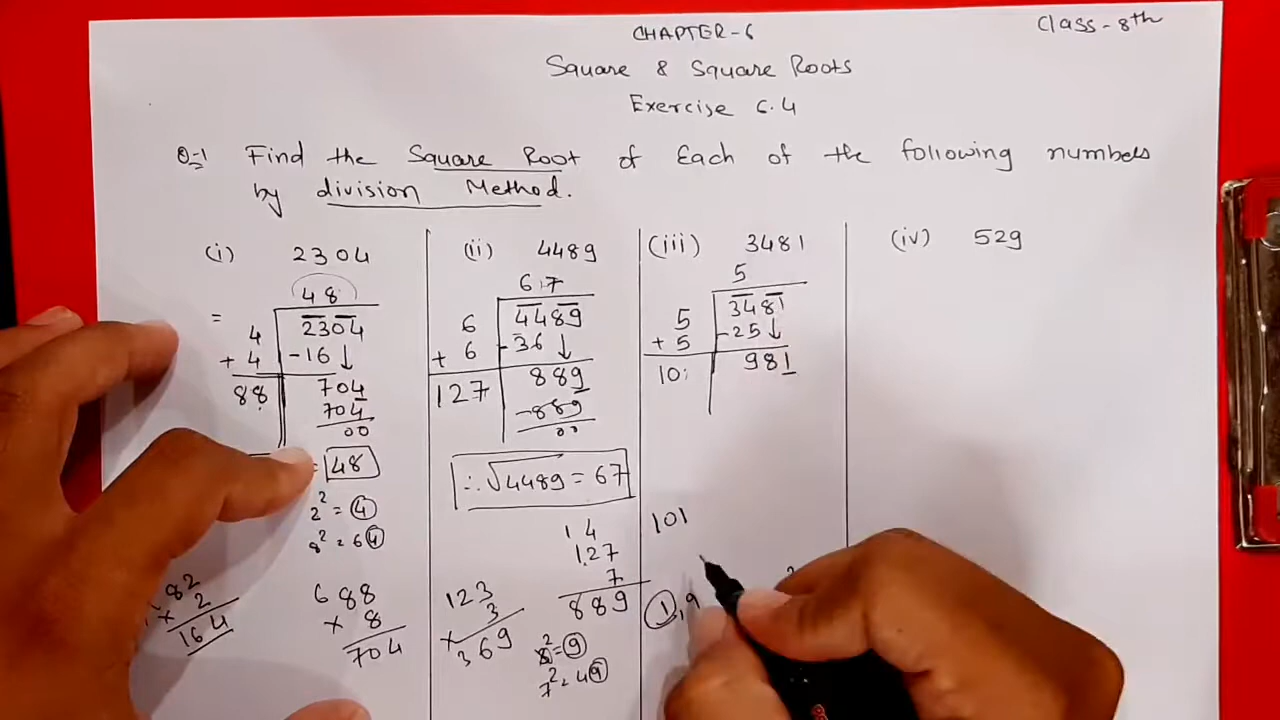 CHAPTER-6
Class-8th
Square & Square Roots
Exercise 6.4
Q-1 Find the Square Root of Each of the following numbers
by division Method.
(i) 2304
48
= 4 2304
+ 4 -16↓
88 704
704
00
= 48
2² = 4
8² = 64
82
× 2
164
688
× 8
704
(ii) 4489
67
6 4489
+ 6 -36↓
127 889
-889
00
∴ √4489 = 67
14
127
7
889
123
× 3
369
²=9
7² = 49
(iii) 3481
5
5 3481
+ 5 -25↓
10 981
101
1,9
(iv) 529